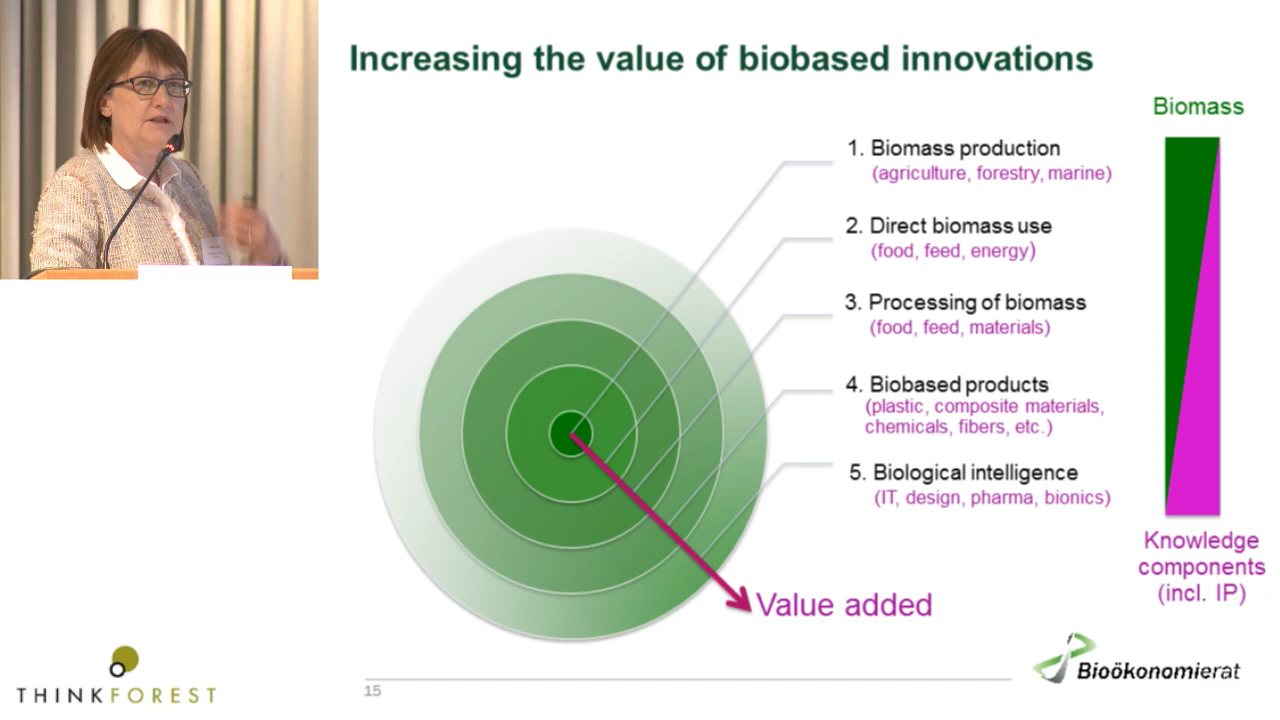 Increasing the value of biobased innovations
Biomass
1. Biomass production
(agriculture, forestry, marine)
2. Direct biomass use
(food, feed, energy)
3. Processing of biomass
(food, feed, materials)
4. Biobased products
(plastic, composite materials,
chemicals, fibers, etc.)
5. Biological intelligence
(IT, design, pharma, bionics)
Knowledge
components
(incl. IP)
Value added
THINKFOREST
15
Bioökonomierat